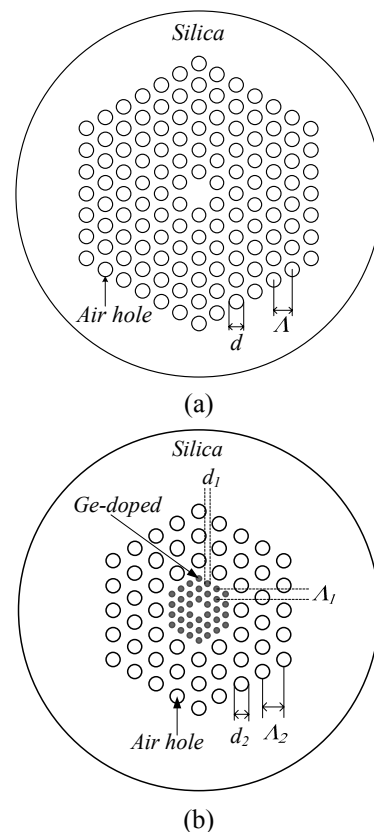 Silica
Air hole
d
Λ
(a)
Silica
d1
Ge-doped
Λ1
Air hole
d2
Λ2
(b)